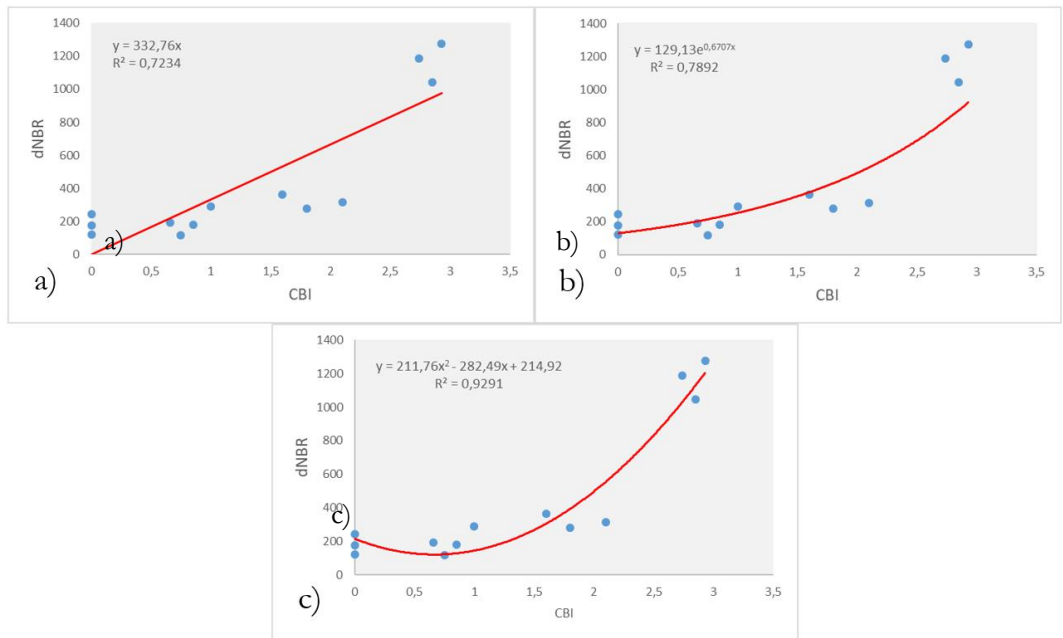 1400
1200
1000
800
600
400
200
0
dNBR
y = 332,76x
R² = 0,7234
a)
0 0,5 1 1,5 2 2,5 3 3,5
CBI
a)
1400
1200
1000
800
600
400
200
0
dNBR
y = 129,13e^0,6707x
R² = 0,7892
b)
0 0,5 1 1,5 2 2,5 3 3,5
CBI
b)
1400
1200
1000
800
600
400
200
0
dNBR
y = 211,76x² - 282,49x + 214,92
R² = 0,9291
c)
0 0,5 1 1,5 2 2,5 3 3,5
CBI
c)